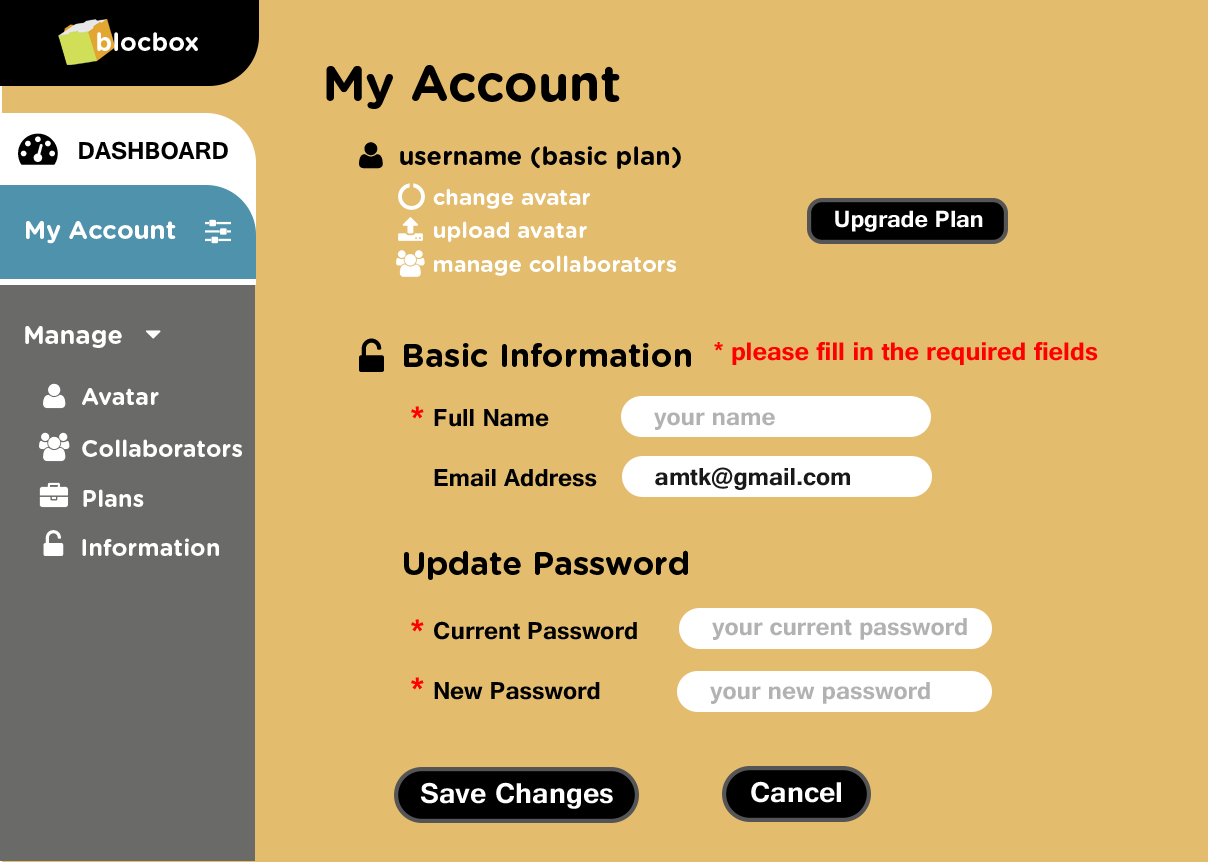 blocbox
DASHBOARD
My Account
Manage
Avatar
Collaborators
Plans
Information
My Account
username (basic plan)
change avatar
upload avatar
manage collaborators
Upgrade Plan
Basic Information * please fill in the required fields
* Full Name your name
Email Address amtk@gmail.com
Update Password
* Current Password your current password
* New Password your new password
Save Changes Cancel